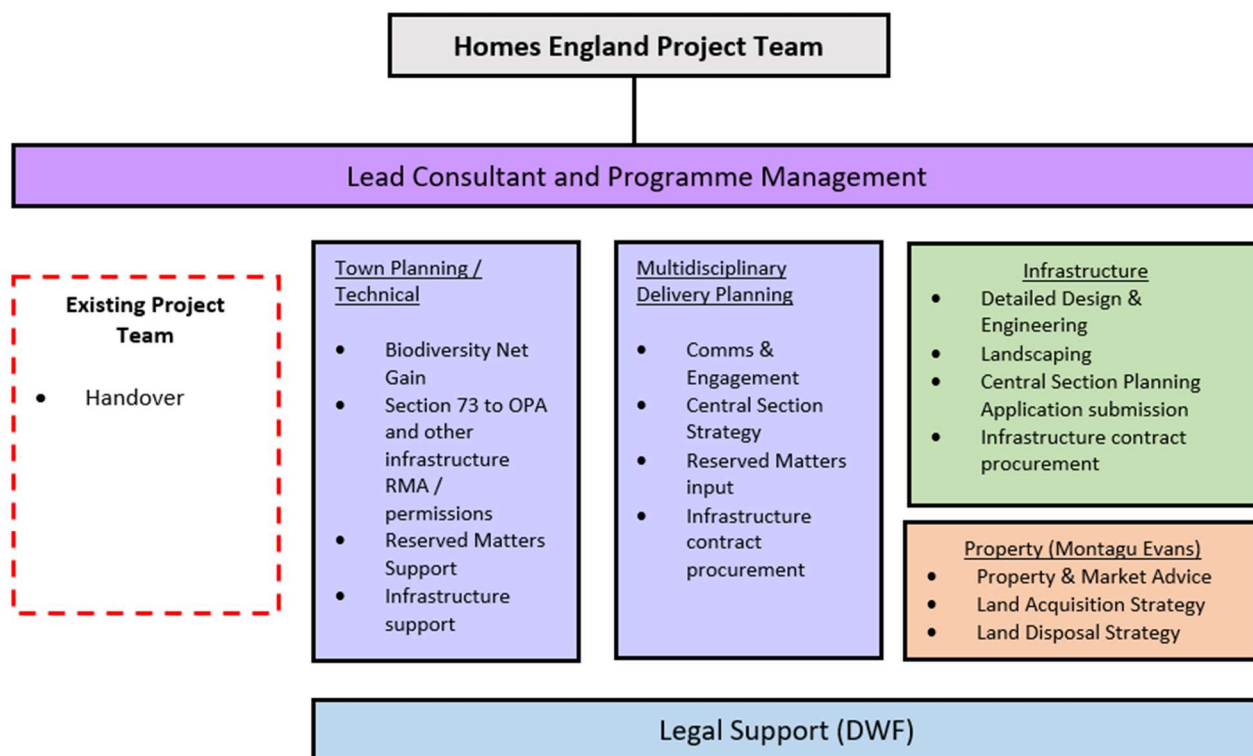 Homes England Project Team
Lead Consultant and Programme Management
Existing Project
Team
• Handover
Town Planning /
Technical
• Biodiversity Net
Gain
• Section 73 to OPA
and other
infrastructure
RMA /
permissions
• Reserved Matters
Support
• Infrastructure
support
Multidisciplinary
Delivery Planning
• Comms &
Engagement
• Central Section
Strategy
• Reserved Matters
input
• Infrastructure
contract
procurement
Infrastructure
• Detailed Design &
Engineering
• Landscaping
• Central Section Planning
Application submission
• Infrastructure contract
procurement
Property (Montagu Evans)
• Property & Market Advice
• Land Acquisition Strategy
• Land Disposal Strategy
Legal Support (DWF)